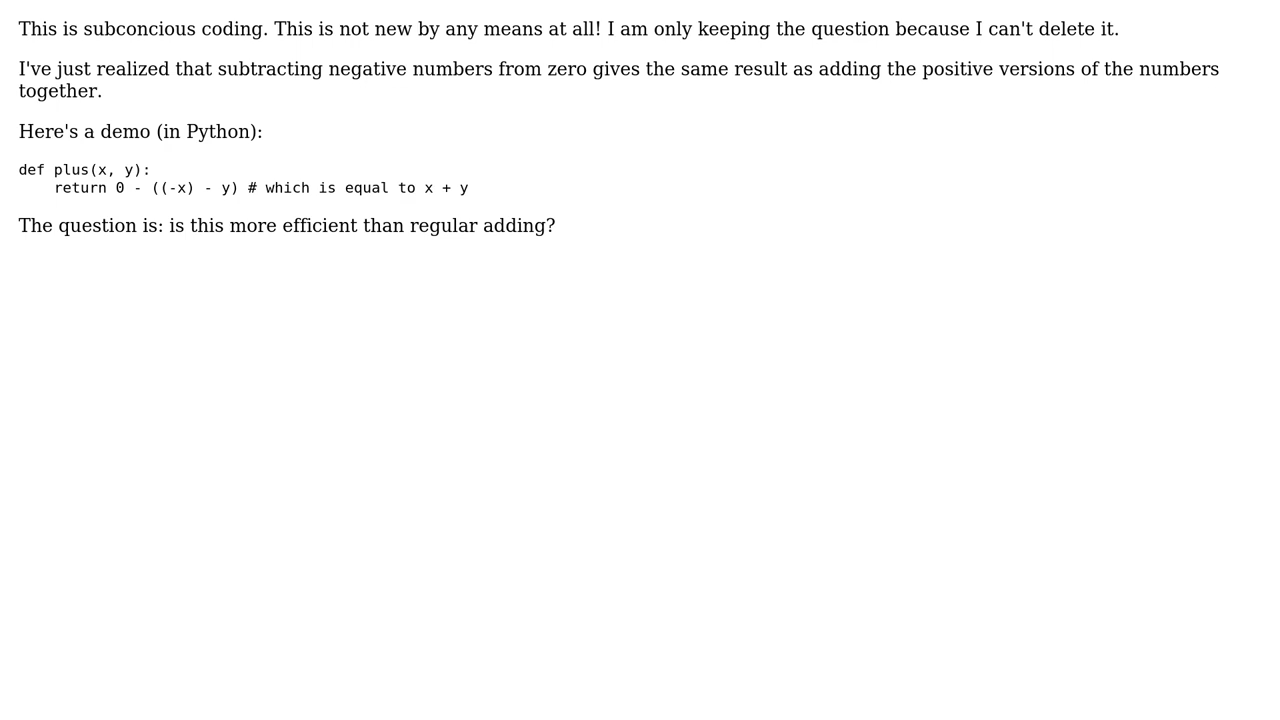 This is subconcious coding. This is not new by any means at all! I am only keeping the question because I can't delete it.
I've just realized that subtracting negative numbers from zero gives the same result as adding the positive versions of the numbers
together.
Here's a demo (in Python):
def plus(x, y):
    return 0 - ((-x) - y) # which is equal to x + y
The question is: is this more efficient than regular adding?